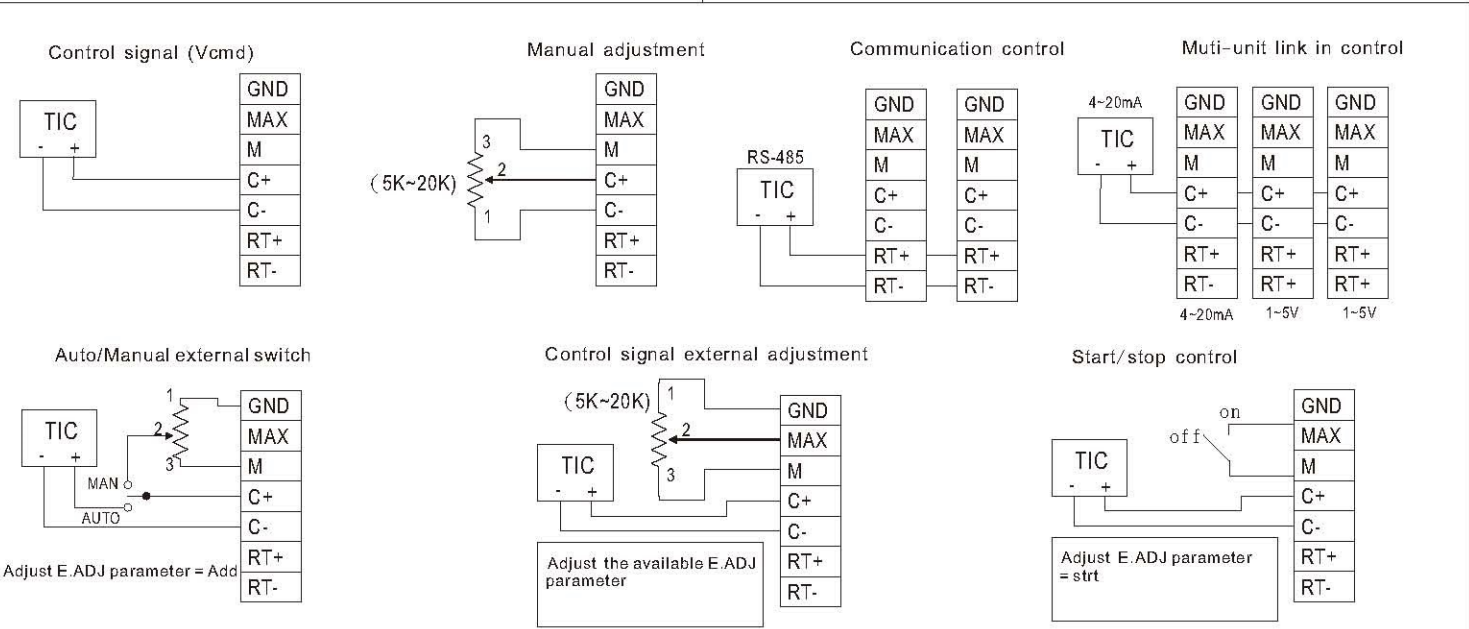 Control signal (Vcmd)
TIC
- +
GND
MAX
M
C+
C-
RT+
RT-
Manual adjustment
(5K~20K)
3
2
1
GND
MAX
M
C+
C-
RT+
RT-
Communication control
RS-485
TIC
- +
GND GND
MAX MAX
M M
C+ C+
C- C-
RT+ RT+
RT- RT-
Muti-unit link in control
4~20mA
TIC
- +
GND GND GND
MAX MAX MAX
M M M
C+ C+ C+
C- C- C-
RT+ RT+ RT+
RT- RT+ RT+
4~20mA 1~5V 1~5V
Auto/Manual external switch
TIC
- +
1
2
3
MAN
AUTO
GND
MAX
M
C+
C-
RT+
RT-
Adjust E.ADJ parameter = Add
Control signal external adjustment
(5K~20K)
1
2
3
TIC
- +
GND
MAX
M
C+
C-
RT+
RT-
Adjust the available E.ADJ
parameter
Start/stop control
on
off
TIC
- +
GND
MAX
M
C+
C-
RT+
RT-
Adjust E.ADJ parameter
= strt